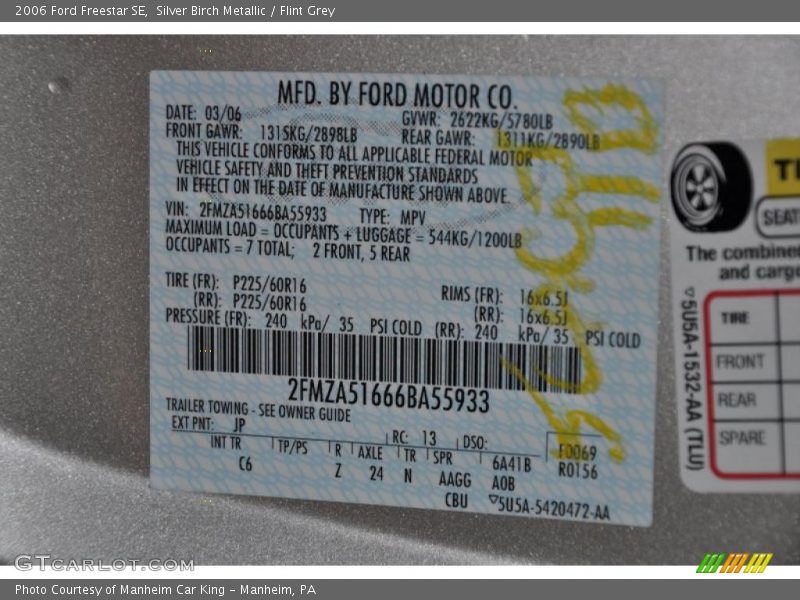 2006 Ford Freestar SE, Silver Birch Metallic / Flint Grey
MFD. BY FORD MOTOR CO.
DATE: 03/06 GVWR: 2622KG/5780LB
FRONT GAWR: 1315KG/2898LB REAR GAWR: 1311KG/2890LB
THIS VEHICLE CONFORMS TO ALL APPLICABLE FEDERAL MOTOR
VEHICLE SAFETY AND THEFT PREVENTION STANDARDS
IN EFFECT ON THE DATE OF MANUFACTURE SHOWN ABOVE.
VIN: 2FMZA51666BA55933 TYPE: MPV
MAXIMUM LOAD = OCCUPANTS + LUGGAGE = 544KG/1200LB
OCCUPANTS = 7 TOTAL; 2 FRONT, 5 REAR
TIRE (FR): P225/60R16 RIMS (FR): 16x6.5J
(RR): P225/60R16 (RR): 16x6.5J
PRESSURE (FR): 240 kPa/ 35 PSI COLD (RR): 240 kPa/ 35 PSI COLD
2FMZA51666BA55933
TRAILER TOWING - SEE OWNER GUIDE
EXT PNT: JP RC: 13 DSO: F0069
INT TR TP/PS R AXLE TR SPR 6A41B R0156
C6 Z 24 N AAGG A0B
CBU ▽5U5A-5420472-AA
SEAT
The combine
and cargo
▽5U5A-1532-AA (TLU)
TIRE
FRONT
REAR
SPARE
GTCARLOT.COM
Photo Courtesy of Manheim Car King - Manheim, PA